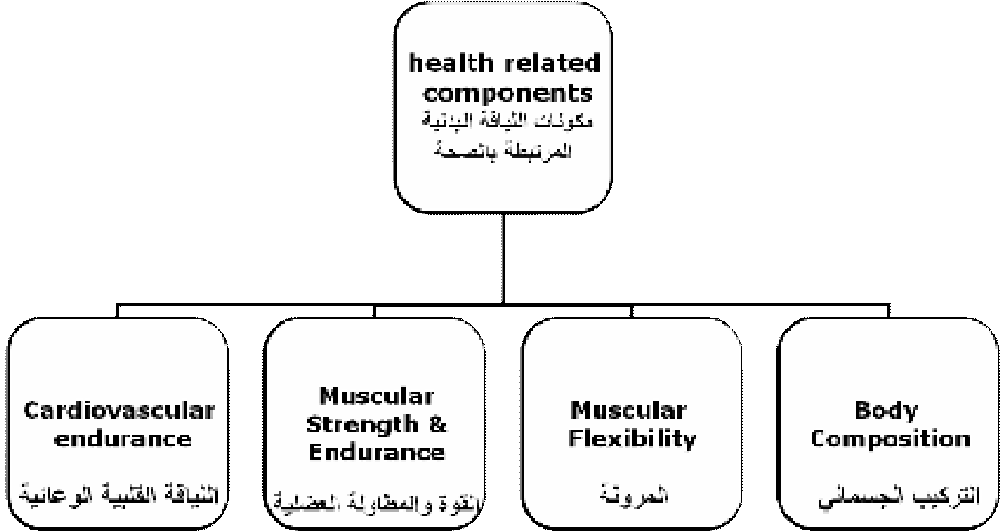 health related
components
مكونات اللياقة البدنية
المرتبطة بالصحة
Cardiovascular
endurance
اللياقة القلبية الوعائية
Muscular
Strength &
Endurance
القوة والمطاولة العضلية
Muscular
Flexibility
المرونة
Body
Composition
التركيب الجسماني